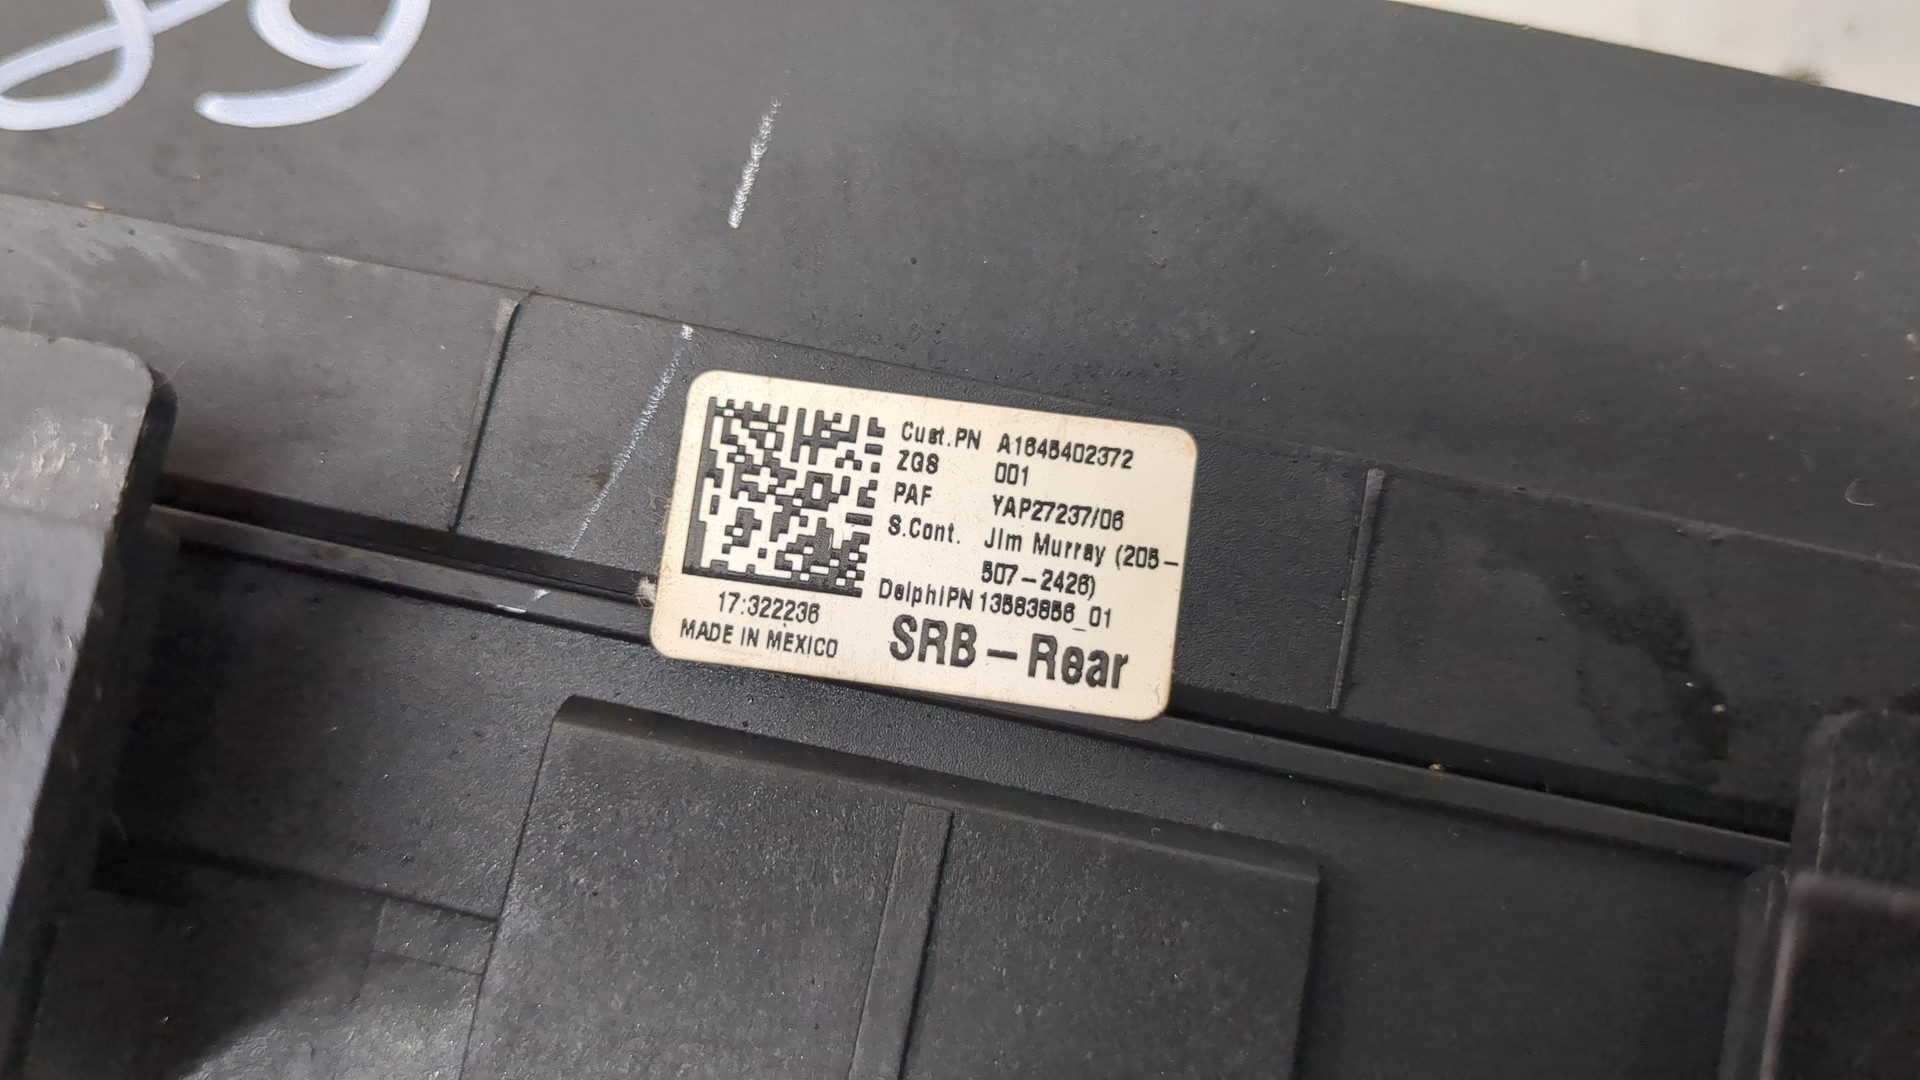 Cust.PN A1645402372
ZGS 001
PAF YAP27237/06
S.Cont. Jim Murray (205-
507-2426)
DelphiPN 13583856_01
17:322236
MADE IN MEXICO
SRB-Rear